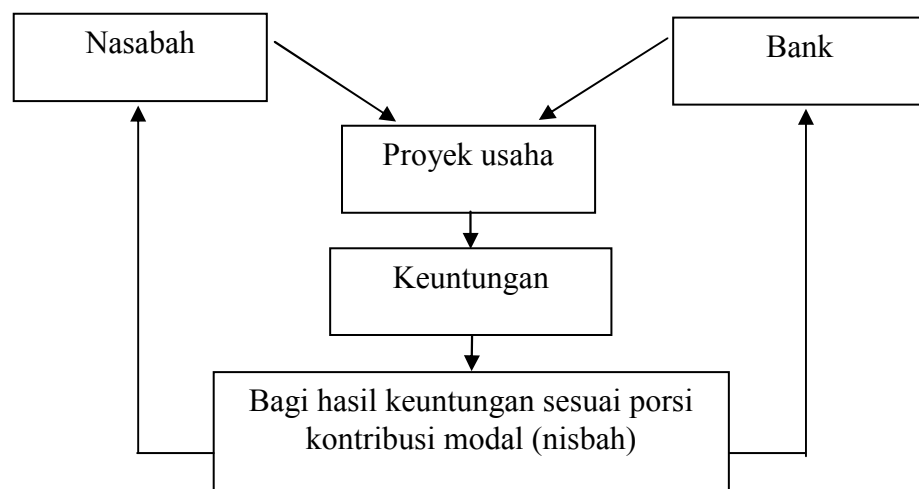 Nasabah
Bank
Proyek usaha
Keuntungan
Bagi hasil keuntungan sesuai porsi
kontribusi modal (nisbah)